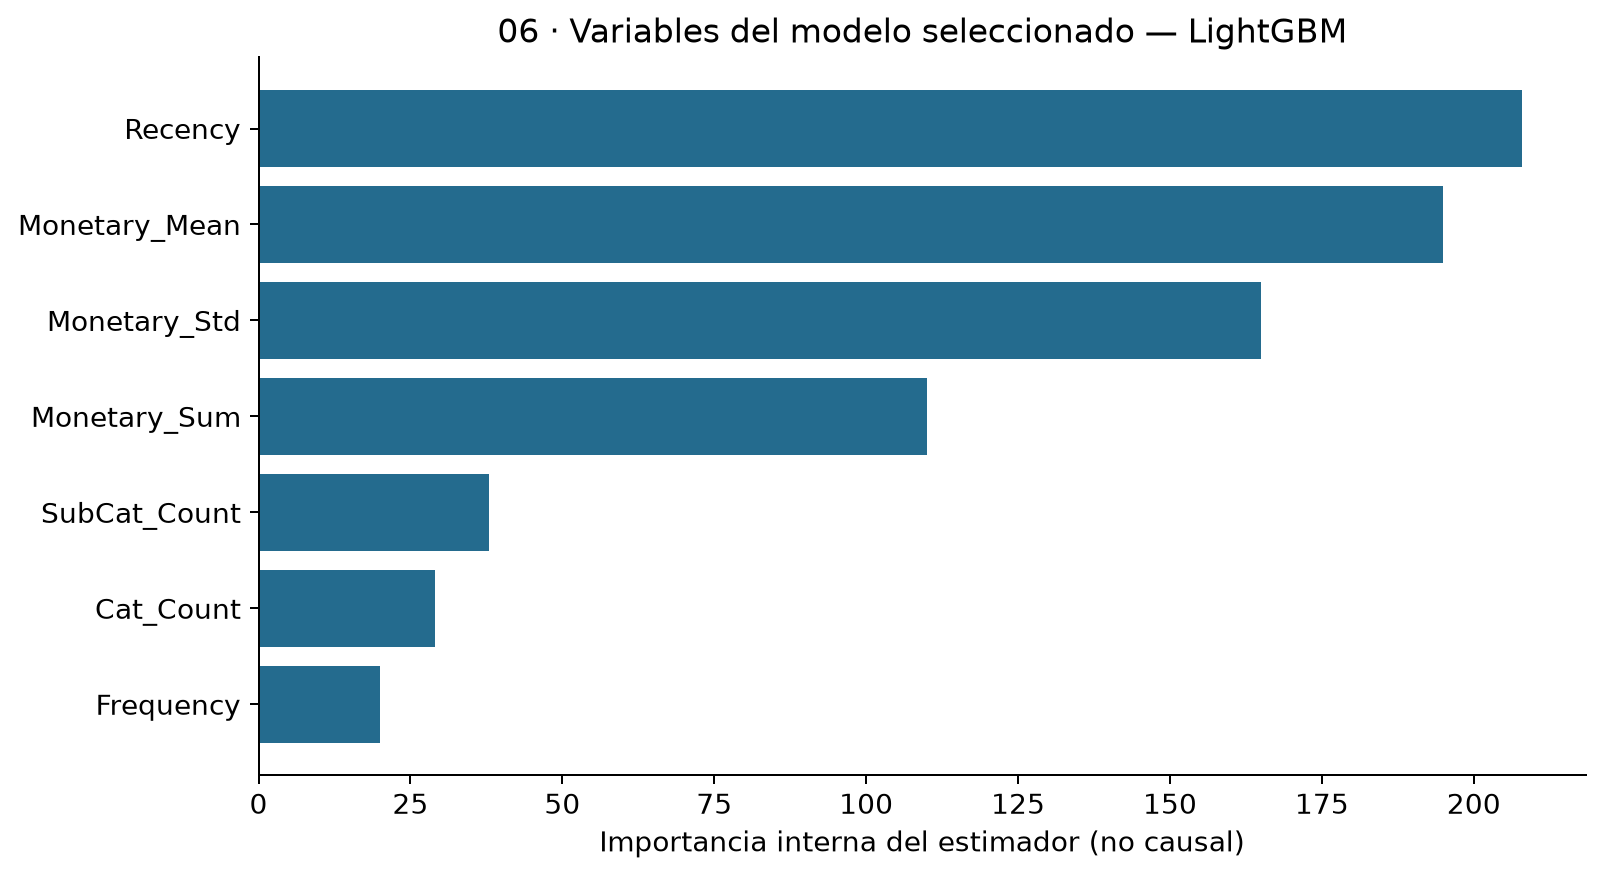 06 · Variables del modelo seleccionado — LightGBM
Recency
Monetary_Mean
Monetary_Std
Monetary_Sum
SubCat_Count
Cat_Count
Frequency
0 25 50 75 100 125 150 175 200
Importancia interna del estimador (no causal)